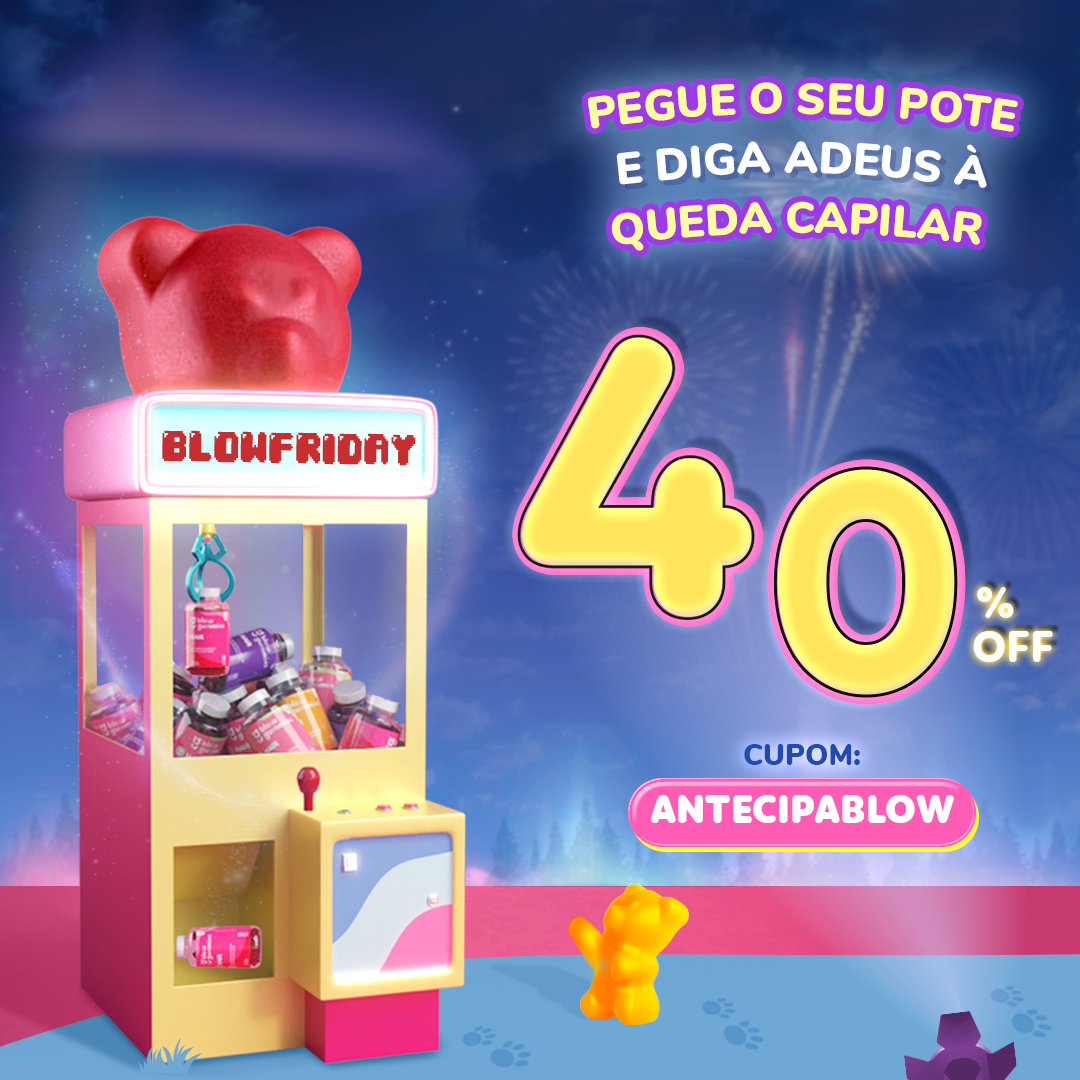 PEGUE O SEU POTE
E DIGA ADEUS À
QUEDA CAPILAR
BLOWFRIDAY
40
%
OFF
CUPOM:
ANTECIPABLOW